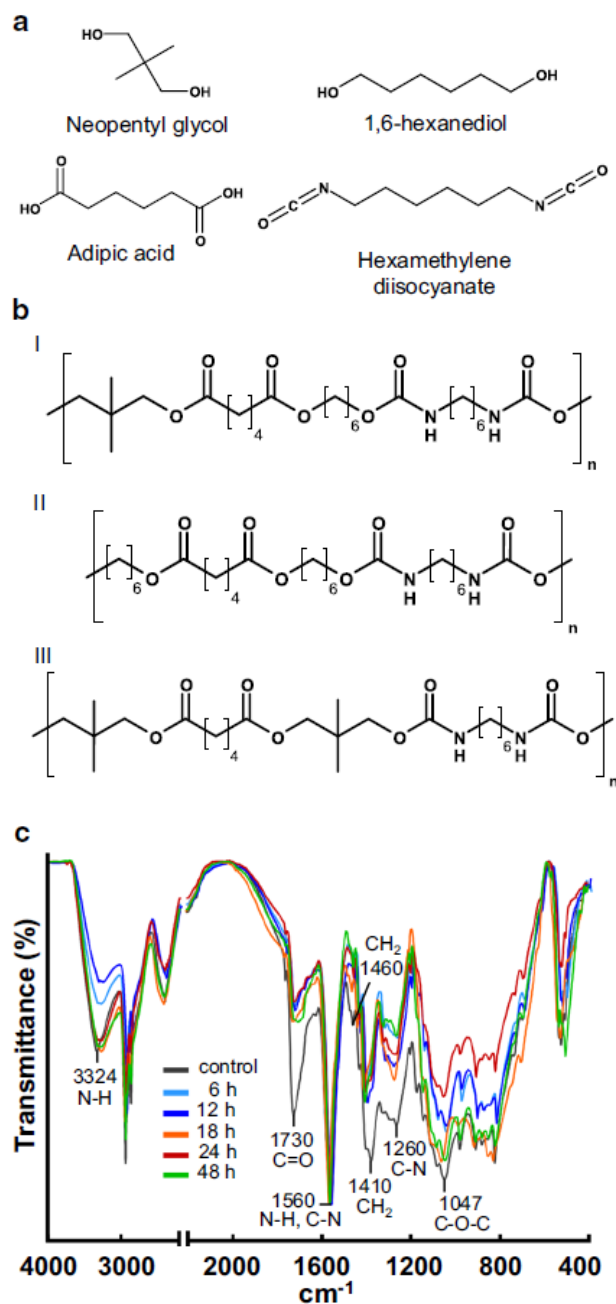 a
HO
OH
Neopentyl glycol
HO
OH
1,6-hexanediol
O
HO
OH
O
Adipic acid
O
C
N
N
C
O
Hexamethylene
diisocyanate
b
I
O
O
O
O
O
O
O
N
H
N
H
O
4
6
6
n
II
O
O
O
O
O
O
O
N
H
N
H
O
6
4
6
6
n
III
O
O
O
O
O
O
O
N
H
N
H
O
4
6
n
c
Transmittance (%)
CH2
1460
3324
N-H
control
6 h
12 h
18 h
24 h
48 h
1730
C=O
1560
N-H, C-N
1410
CH2
1260
C-N
1047
C-O-C
4000 3000 2000 1600 1200 800 400
cm-1